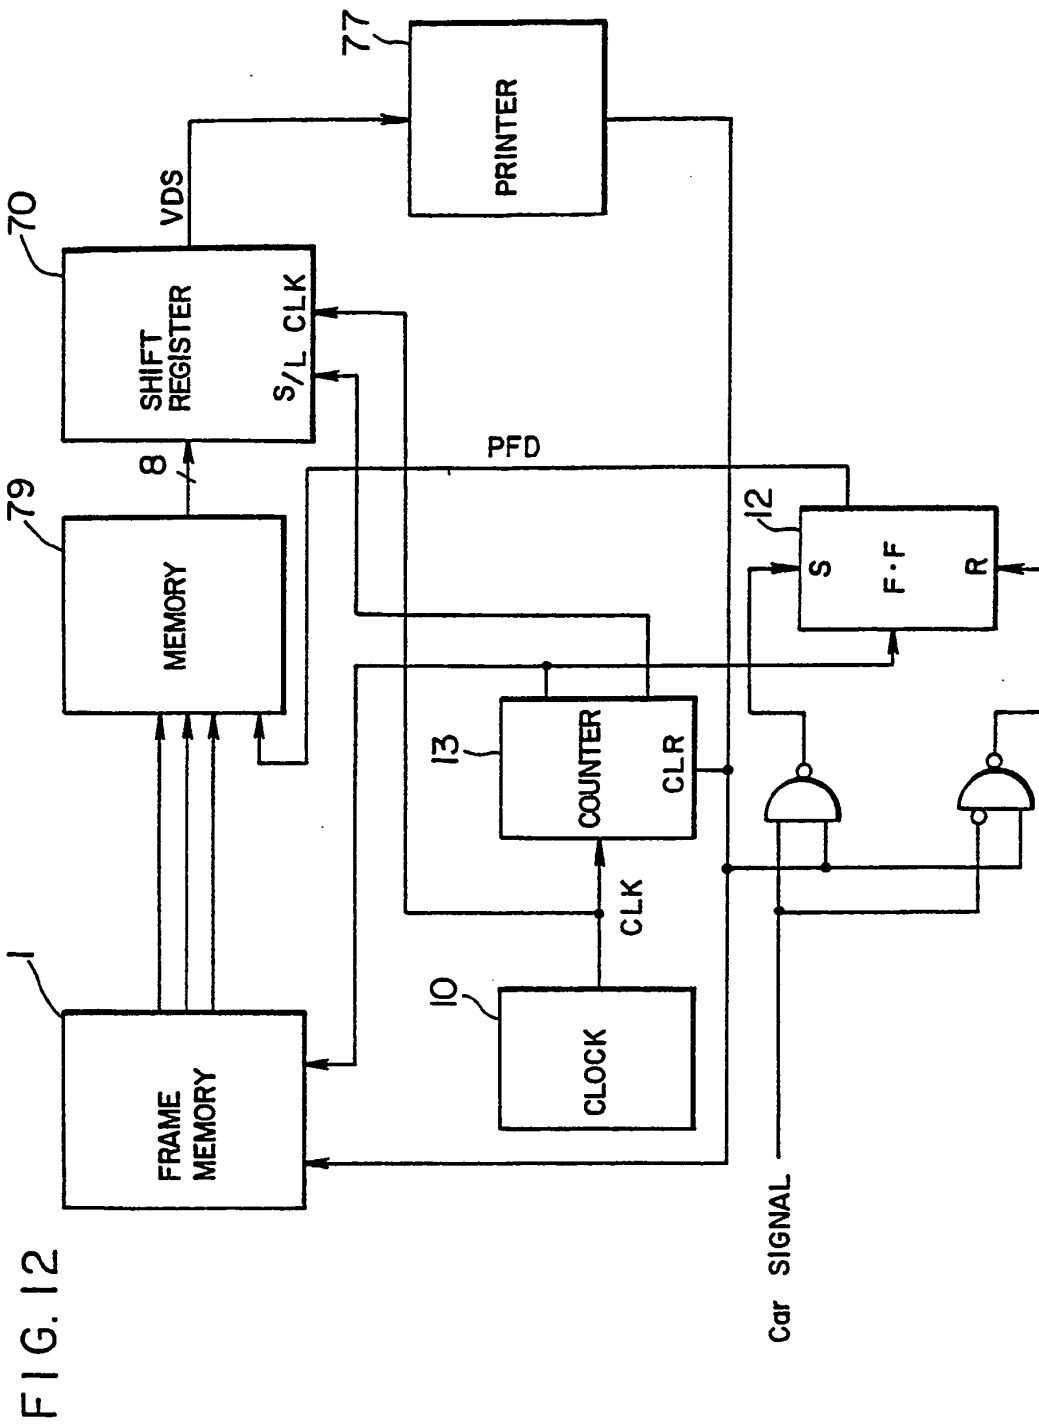 FIG. 12
1
FRAME
MEMORY
79
MEMORY
8
70
SHIFT
REGISTER
S/L CLK
VDS
77
PRINTER
PFD
10
CLOCK
CLK
13
COUNTER
CLR
12
S
F·F
R
Car SIGNAL